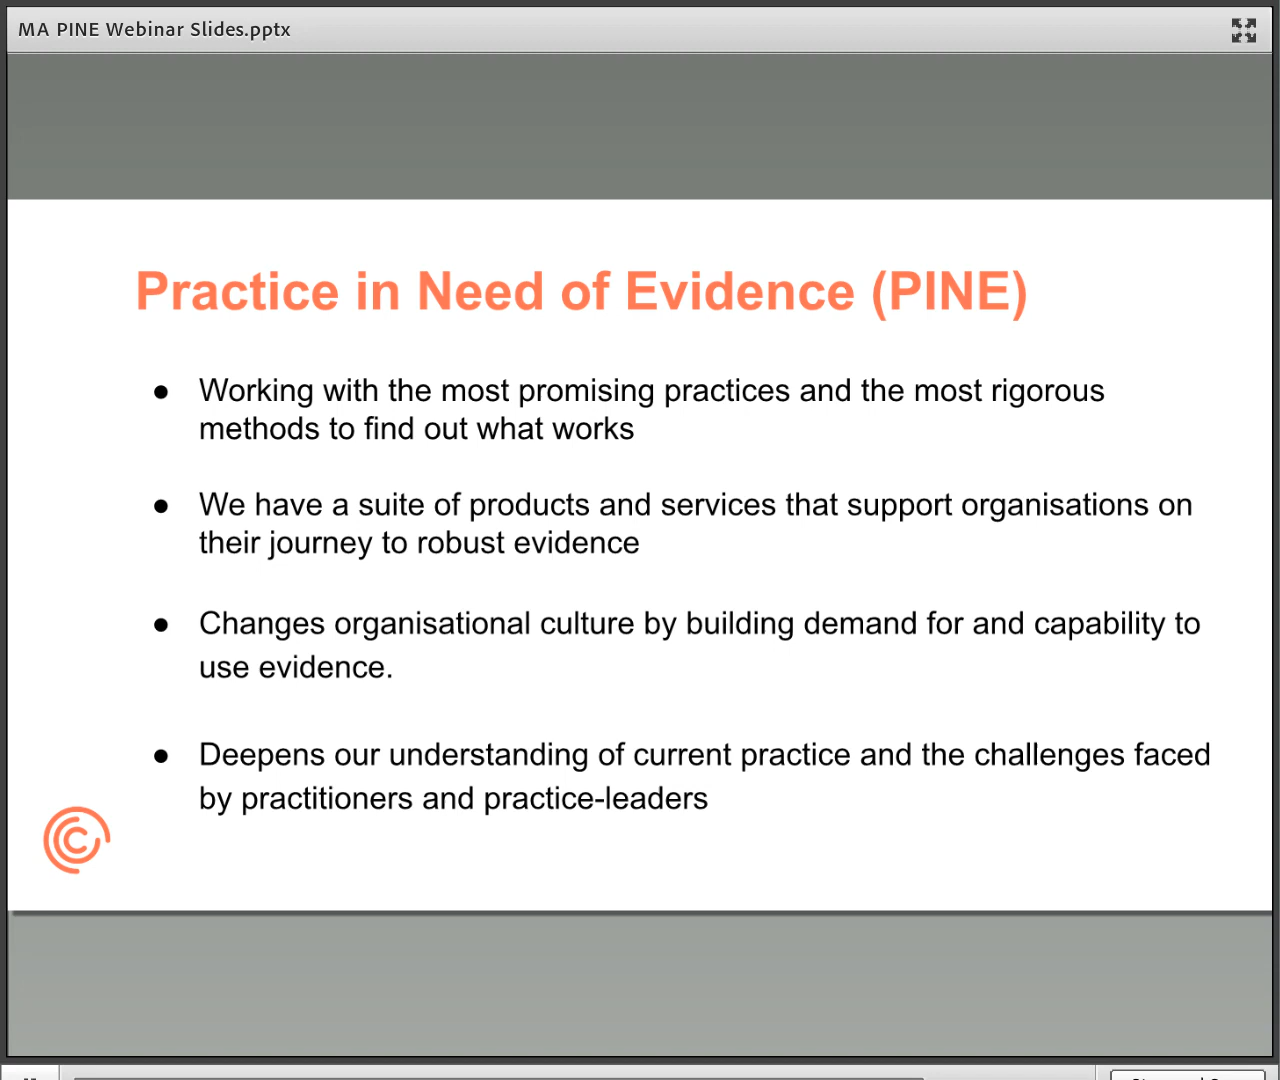 MA PINE Webinar Slides.pptx
Practice in Need of Evidence (PINE)
● Working with the most promising practices and the most rigorous
methods to find out what works
● We have a suite of products and services that support organisations on
their journey to robust evidence
● Changes organisational culture by building demand for and capability to
use evidence.
● Deepens our understanding of current practice and the challenges faced
by practitioners and practice-leaders